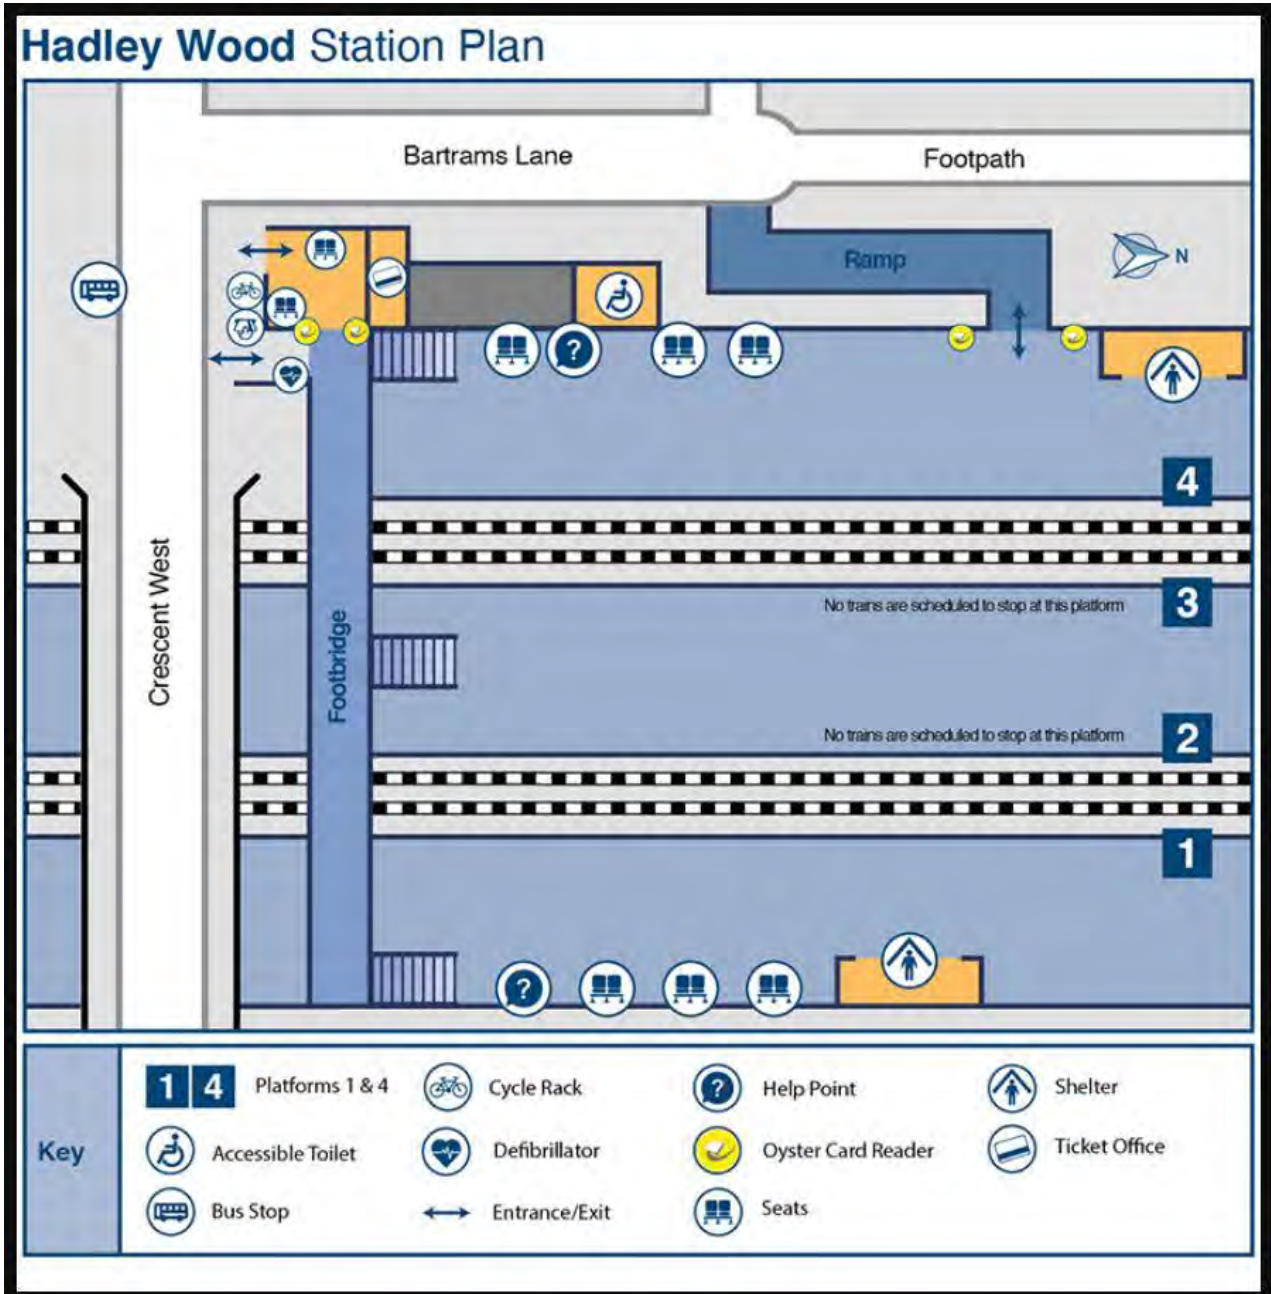 Hadley Wood Station Plan
Bartrams Lane
Footpath
Ramp
N
?
4
Crescent West
Footbridge
No trains are scheduled to stop at this platform
3
No trains are scheduled to stop at this platform
2
1
?
Key
1 4 Platforms 1 & 4
Cycle Rack
? Help Point
Shelter
Accessible Toilet
Defibrillator
Oyster Card Reader
Ticket Office
Bus Stop
Entrance/Exit
Seats